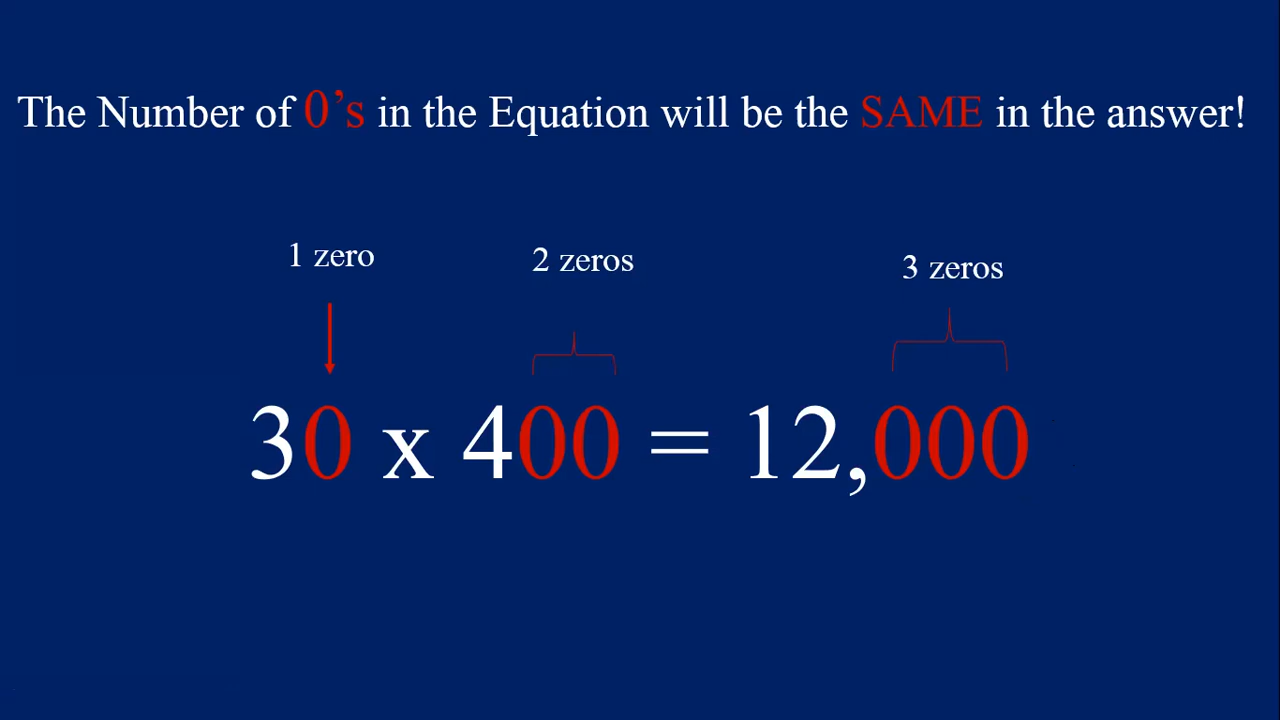 The Number of 0's in the Equation will be the SAME in the answer!
1 zero 2 zeros 3 zeros
30 x 400 = 12,000